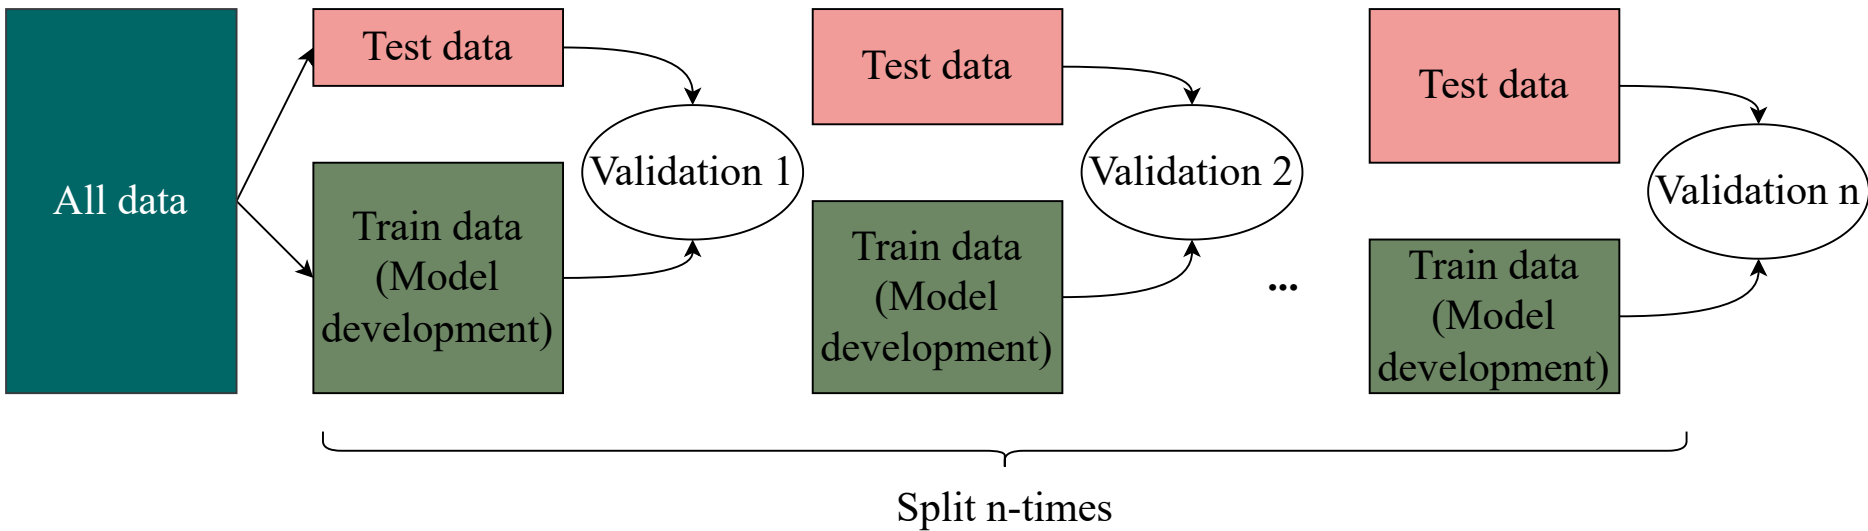 All data
Test data
Train data
(Model
development)
Validation 1
Test data
Train data
(Model
development)
Validation 2
...
Test data
Train data
(Model
development)
Validation n
Split n-times